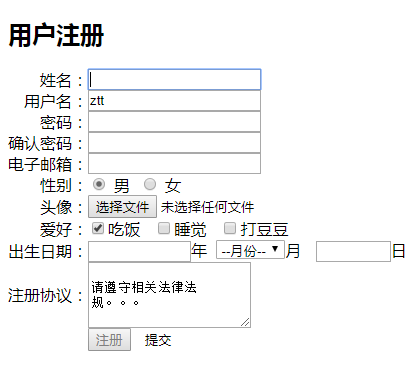 用户注册
姓名：
用户名：ztt
密码：
确认密码：
电子邮箱：
性别： 男 女
头像： 选择文件 未选择任何文件
爱好： 吃饭 睡觉 打豆豆
出生日期： 年 --月份-- 月 日
注册协议： 请遵守相关法律法
规。。。
注册 提交